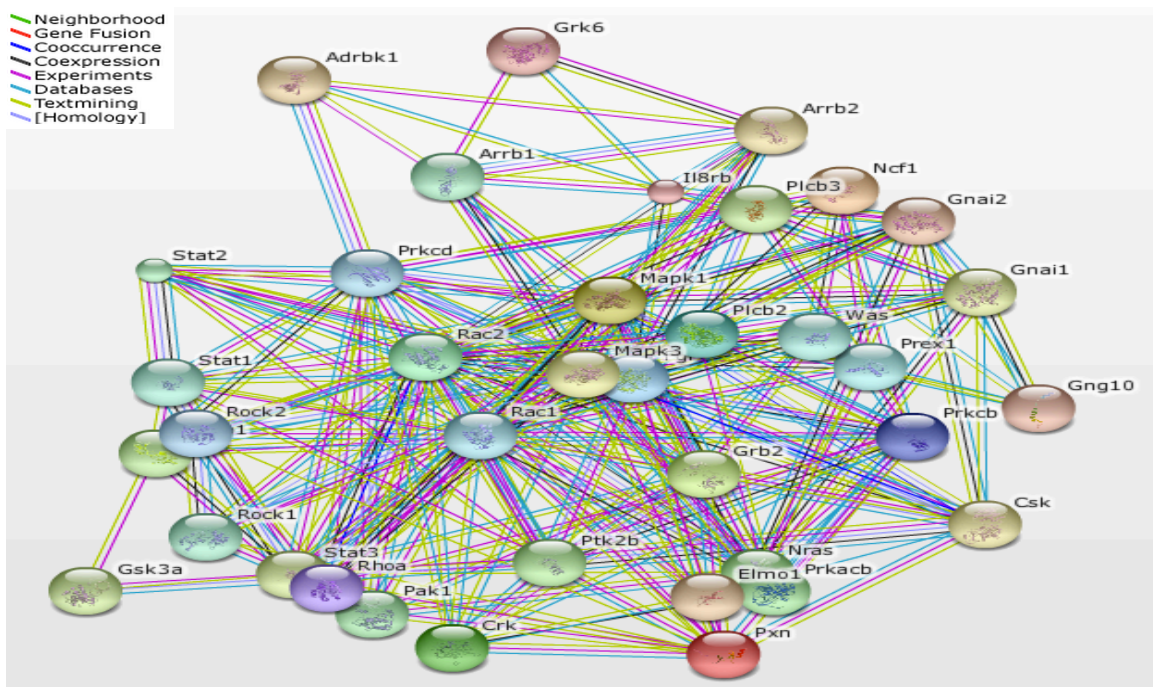 Neighborhood
Gene Fusion
Cooccurrence
Coexpression
Experiments
Databases
Textmining
[Homology]
Grk6
Adrbk1
Arrb2
Arrb1
Il8rb
Plcb3
Ncf1
Gnai2
Stat2
Prkcd
Mapk1
Gnai1
Plcb2
Was
Rac2
Mapk3
Prex1
Stat1
Gng10
Rock2
Rac1
Prkcb
1
Grb2
Csk
Rock1
Ptk2b
Stat3
Nras
Gsk3a
Rhoa
Elmo1
Prkacb
Pak1
Crk
Pxn